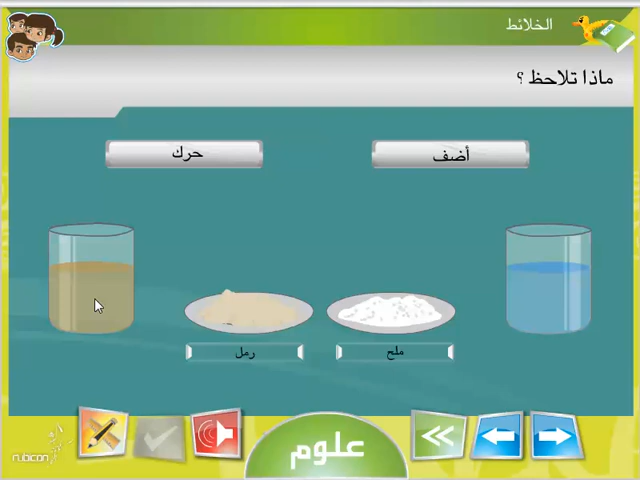 الخلائط
ماذا تلاحظ ؟
أضف
حرك
ملح
رمل
علوم
rubicon